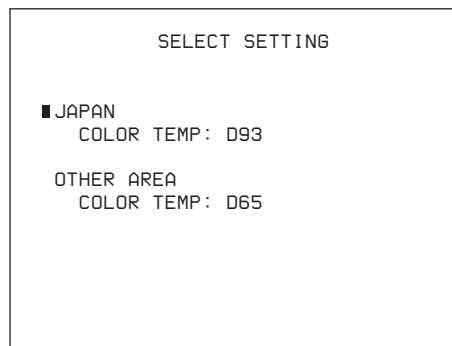 SELECT SETTING
JAPAN
COLOR TEMP: D93
OTHER AREA
COLOR TEMP: D65